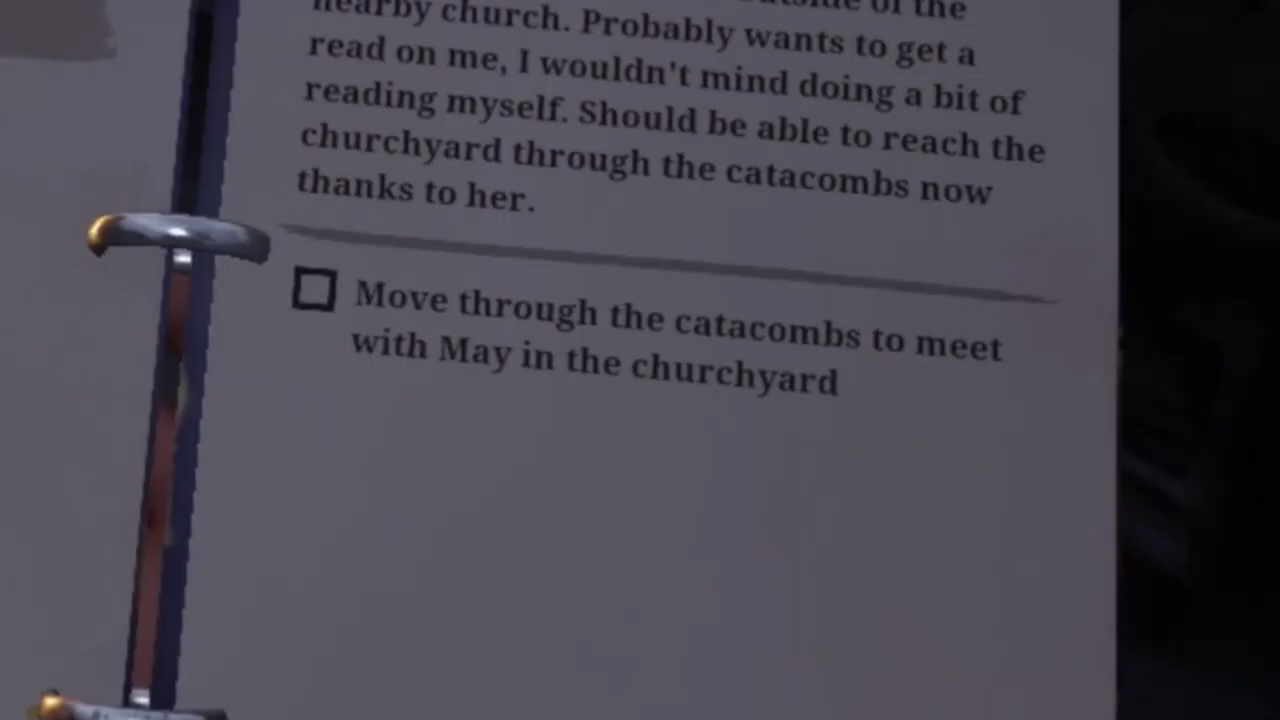 of the
nearby church. Probably wants to get a
read on me, I wouldn't mind doing a bit of
reading myself. Should be able to reach the
churchyard through the catacombs now
thanks to her.
Move through the catacombs to meet
with May in the churchyard